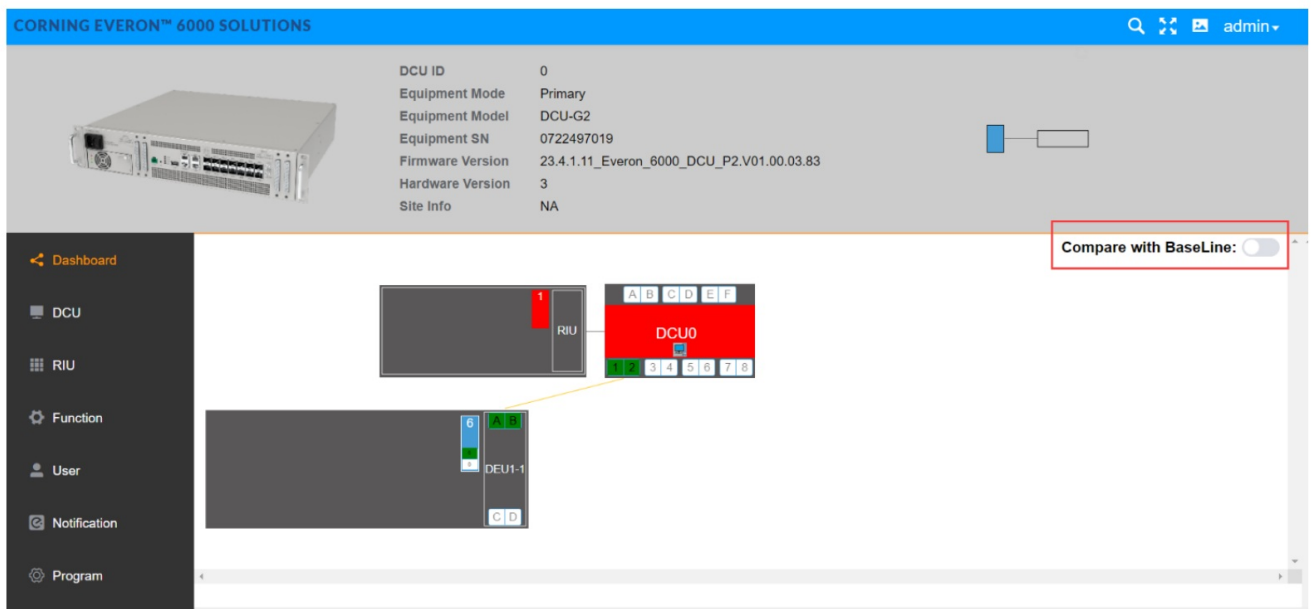 CORNING EVERON™ 6000 SOLUTIONS
admin
DCU ID 0
Equipment Mode Primary
Equipment Model DCU-G2
Equipment SN 0722497019
Firmware Version 23.4.1.11_Everon_6000_DCU_P2.V01.00.03.83
Hardware Version 3
Site Info NA
Compare with BaseLine:
Dashboard
DCU
RIU
Function
User
Notification
Program
1
RIU
A B C D E F
DCU0
1 2 3 4 5 6 7 8
6
A B
DEU1-1
C D